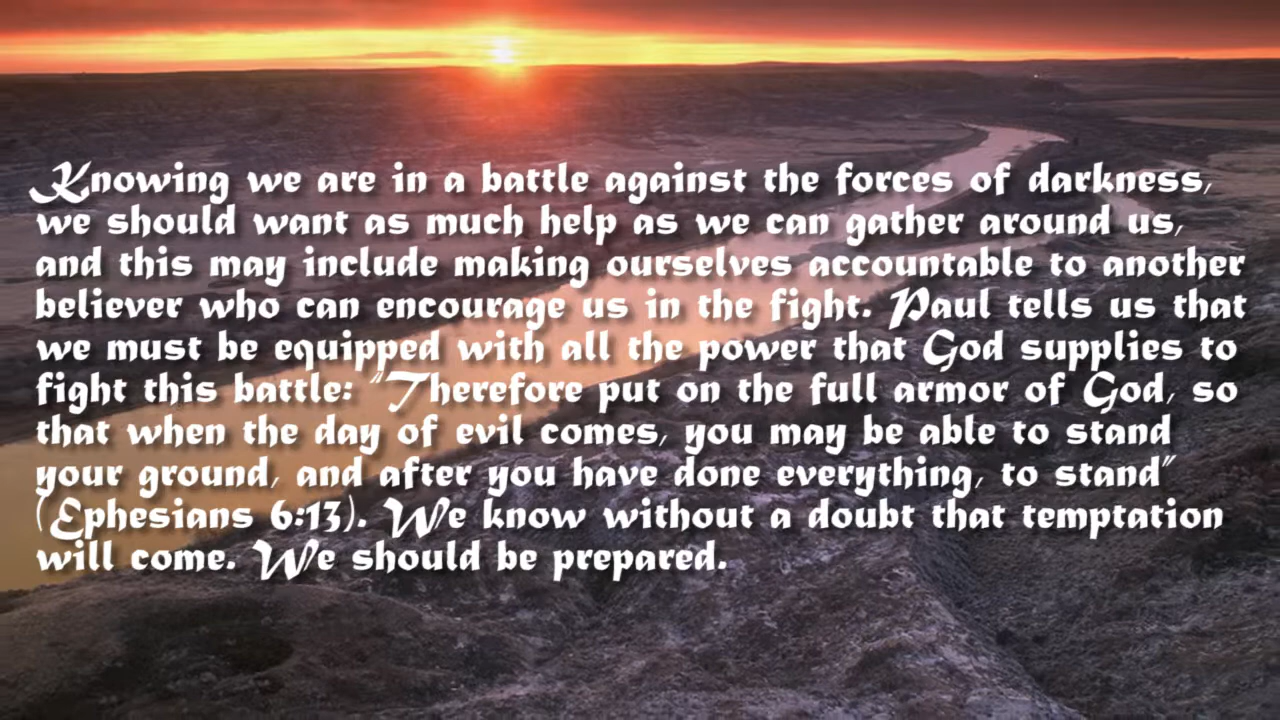 Knowing we are in a battle against the forces of darkness,
we should want as much help as we can gather around us,
and this may include making ourselves accountable to another
believer who can encourage us in the fight. Paul tells us that
we must be equipped with all the power that God supplies to
fight this battle: "Therefore put on the full armor of God, so
that when the day of evil comes, you may be able to stand
your ground, and after you have done everything, to stand"
(Ephesians 6:13). We know without a doubt that temptation
will come. We should be prepared.